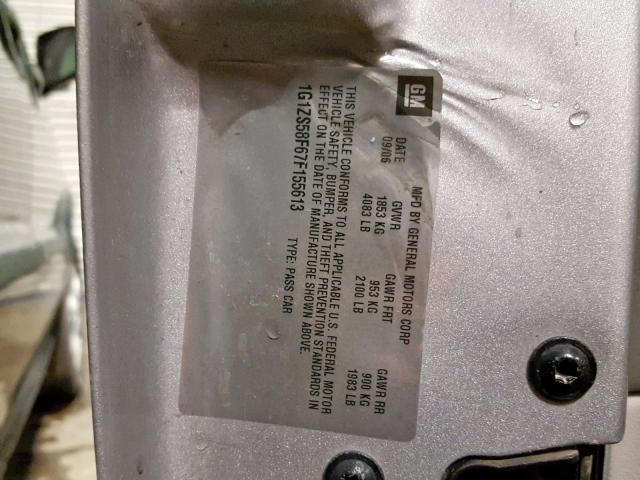 GM
MFD BY GENERAL MOTORS CORP
DATE GVWR GAWR FRT GAWR RR
09/06 1853 KG 953 KG 900 KG
4083 LB 2100 LB 1983 LB
THIS VEHICLE CONFORMS TO ALL APPLICABLE U.S. FEDERAL MOTOR
VEHICLE SAFETY, BUMPER, AND THEFT PREVENTION STANDARDS IN
EFFECT ON THE DATE OF MANUFACTURE SHOWN ABOVE.
1G1ZS58F67F155613 TYPE: PASS CAR